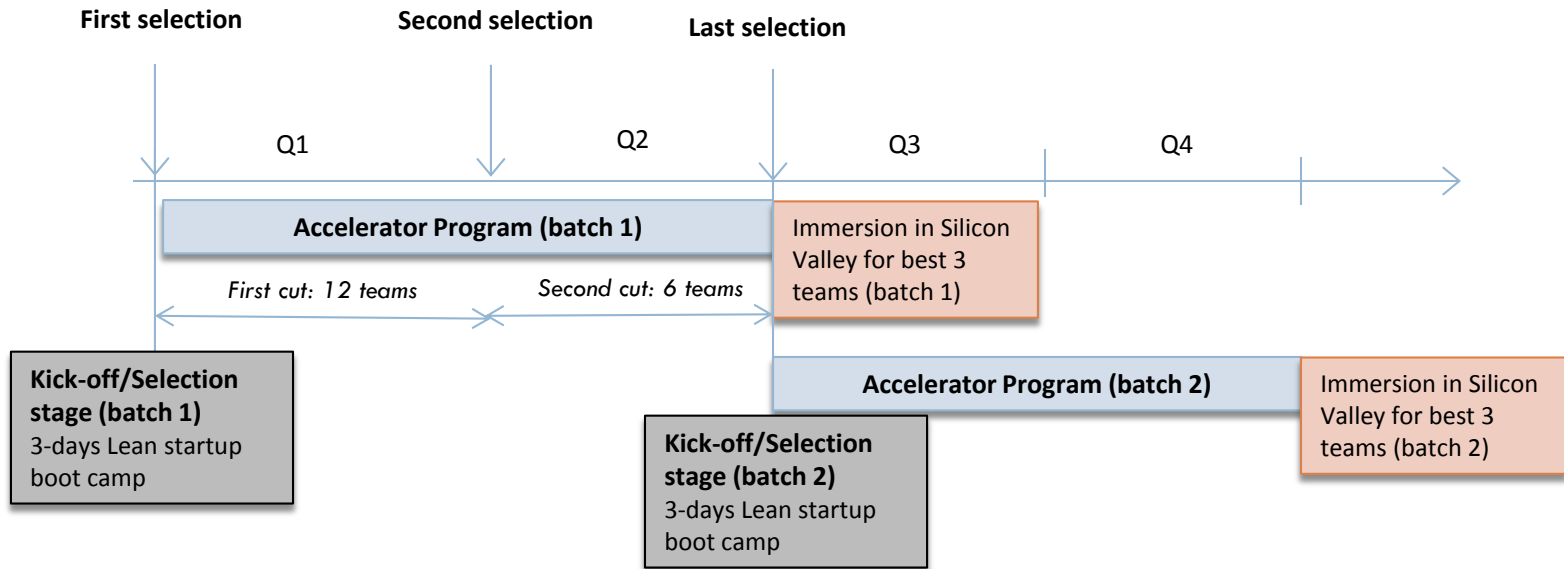 First selection
Second selection
Last selection
Q1
Q2
Q3
Q4
Accelerator Program (batch 1)
Immersion in Silicon
Valley for best 3
teams (batch 1)
First cut: 12 teams
Second cut: 6 teams
Kick-off/Selection
stage (batch 1)
3-days Lean startup
boot camp
Accelerator Program (batch 2)
Immersion in Silicon
Valley for best 3
teams (batch 2)
Kick-off/Selection
stage (batch 2)
3-days Lean startup
boot camp